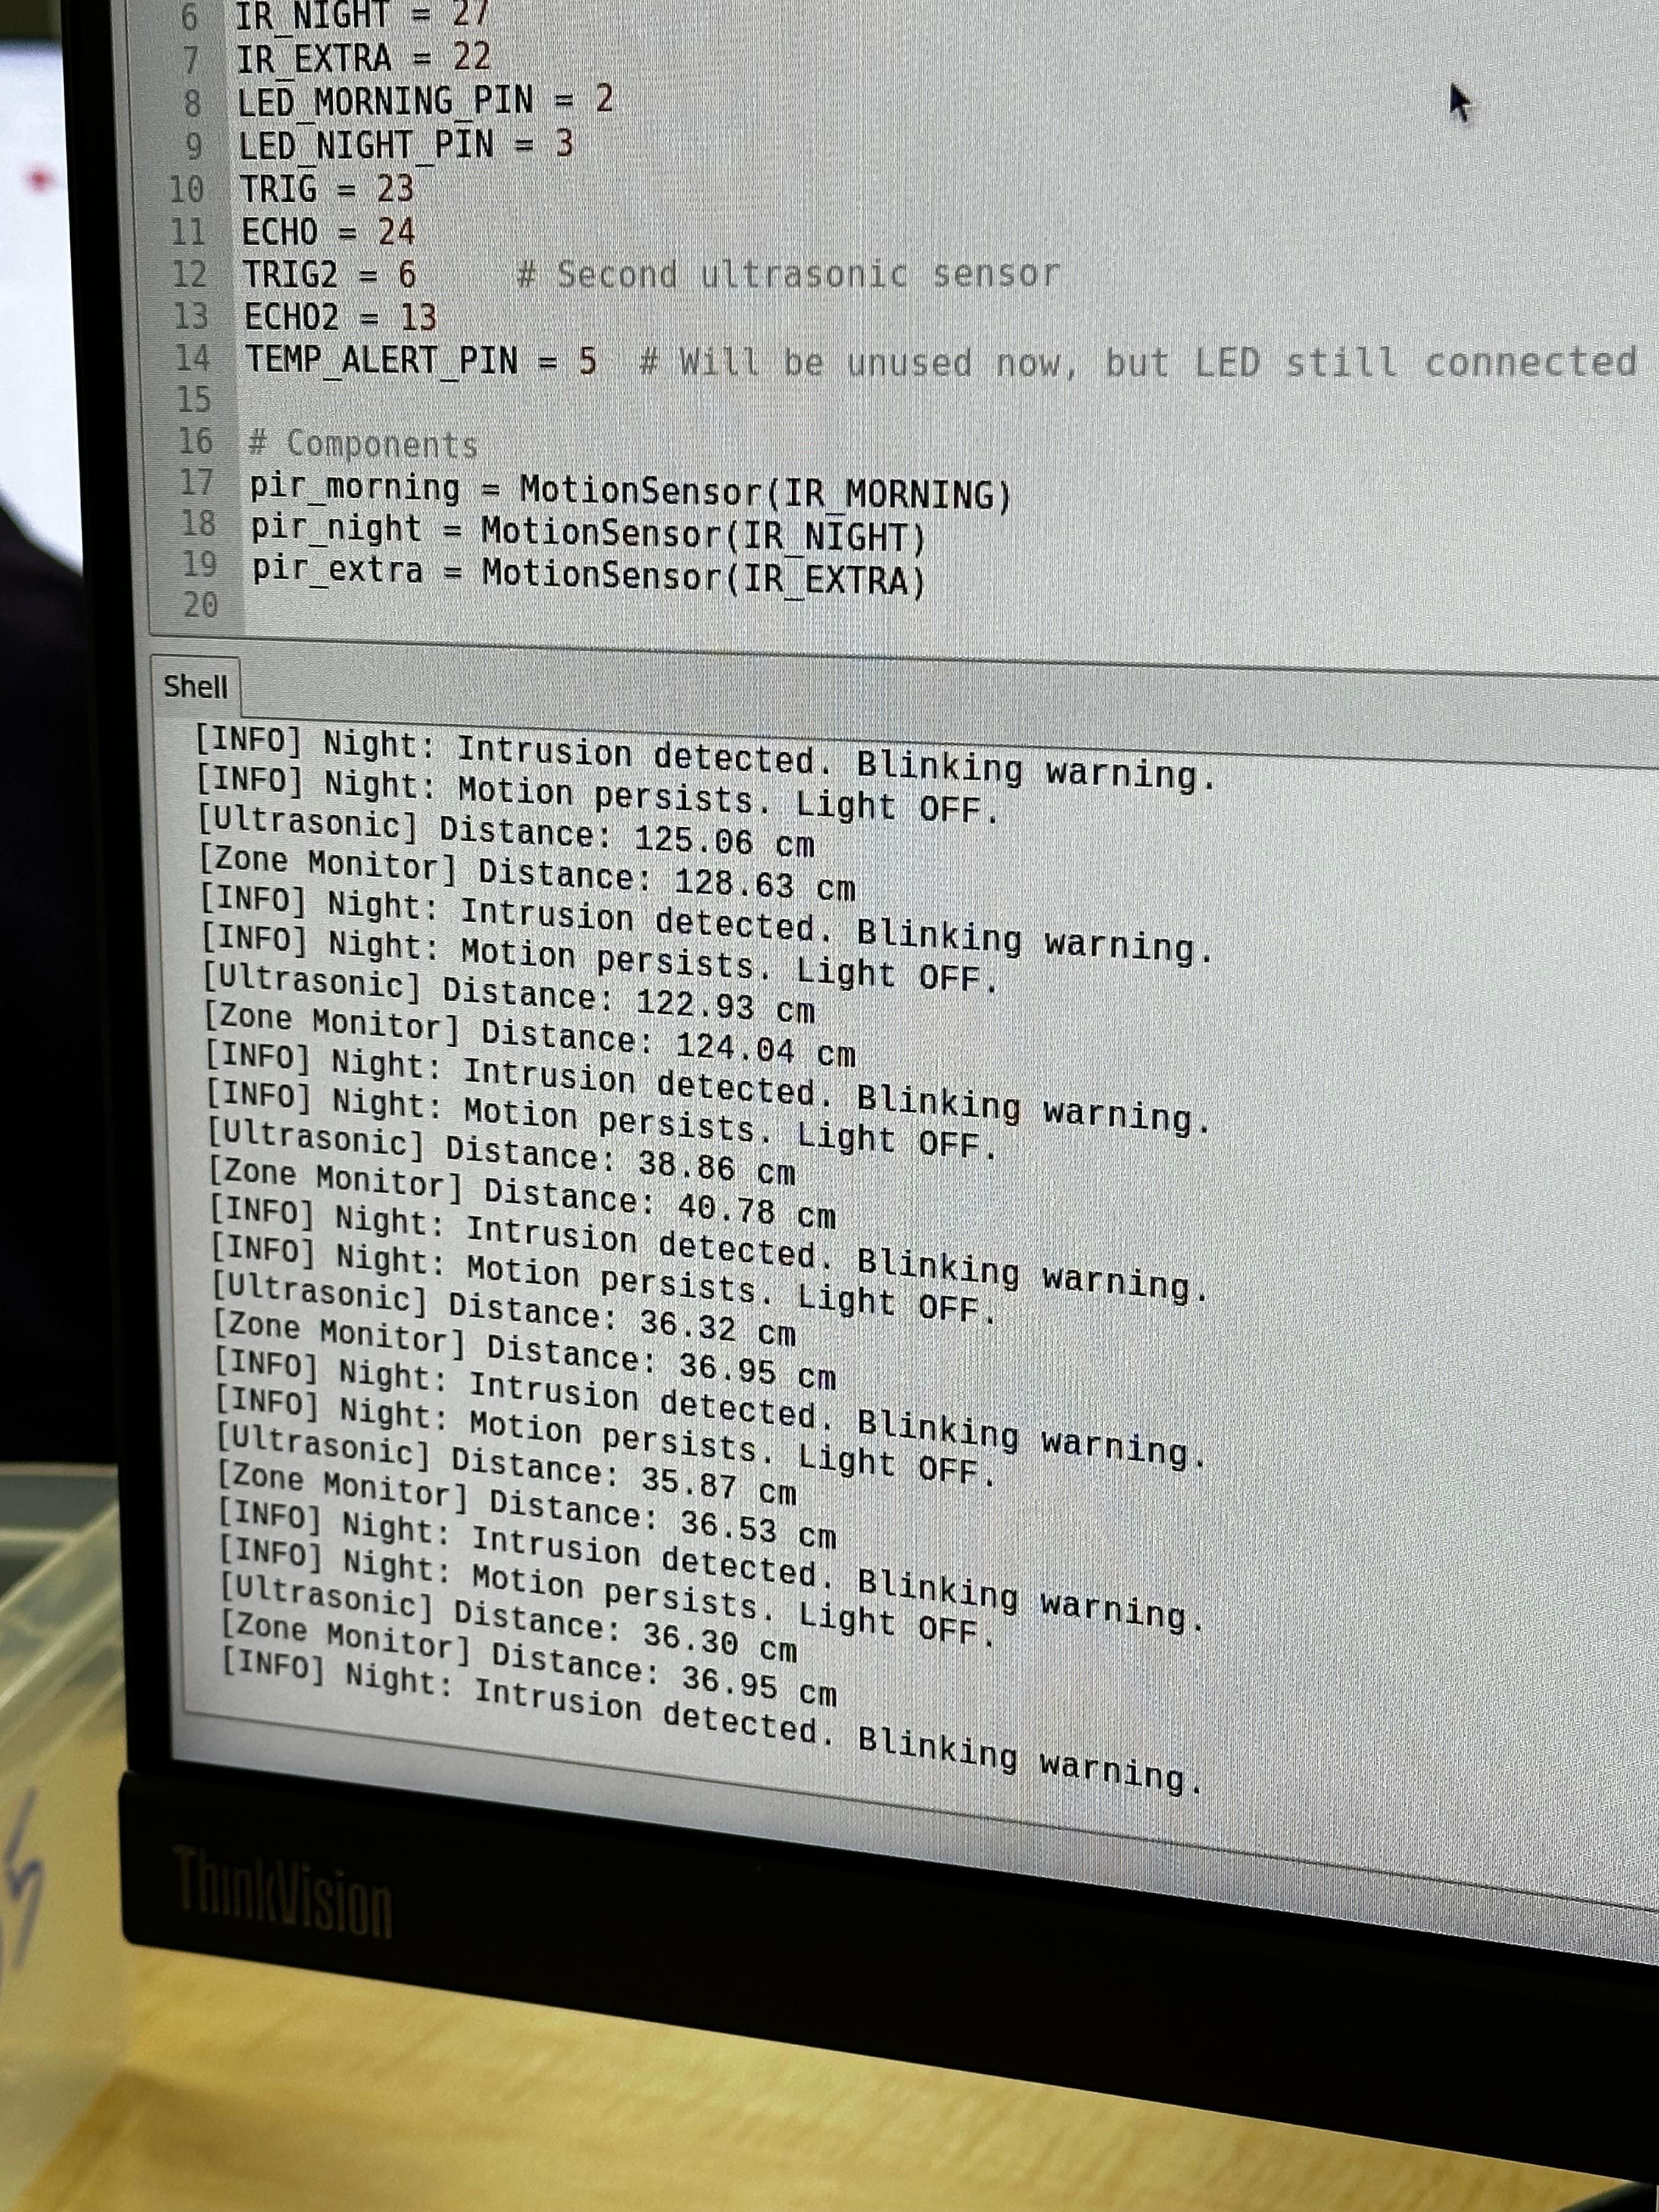 6 IR_NIGHT = 27
7 IR_EXTRA = 22
8 LED_MORNING_PIN = 2
9 LED_NIGHT_PIN = 3
10 TRIG = 23
11 ECHO = 24
12 TRIG2 = 6     # Second ultrasonic sensor
13 ECHO2 = 13
14 TEMP_ALERT_PIN = 5  # Will be unused now, but LED still connected
15
16 # Components
17 pir_morning = MotionSensor(IR_MORNING)
18 pir_night = MotionSensor(IR_NIGHT)
19 pir_extra = MotionSensor(IR_EXTRA)
20
Shell
[INFO] Night: Intrusion detected. Blinking warning.
[INFO] Night: Motion persists. Light OFF.
[Ultrasonic] Distance: 125.06 cm
[Zone Monitor] Distance: 128.63 cm
[INFO] Night: Intrusion detected. Blinking warning.
[INFO] Night: Motion persists. Light OFF.
[Ultrasonic] Distance: 122.93 cm
[Zone Monitor] Distance: 124.04 cm
[INFO] Night: Intrusion detected. Blinking warning.
[INFO] Night: Motion persists. Light OFF.
[Ultrasonic] Distance: 38.86 cm
[Zone Monitor] Distance: 40.78 cm
[INFO] Night: Intrusion detected. Blinking warning.
[INFO] Night: Motion persists. Light OFF.
[Ultrasonic] Distance: 36.32 cm
[Zone Monitor] Distance: 36.95 cm
[INFO] Night: Intrusion detected. Blinking warning.
[INFO] Night: Motion persists. Light OFF.
[Ultrasonic] Distance: 35.87 cm
[Zone Monitor] Distance: 36.53 cm
[INFO] Night: Intrusion detected. Blinking warning.
[INFO] Night: Motion persists. Light OFF.
[Ultrasonic] Distance: 36.30 cm
[Zone Monitor] Distance: 36.95 cm
[INFO] Night: Intrusion detected. Blinking warning.
ThinkVision